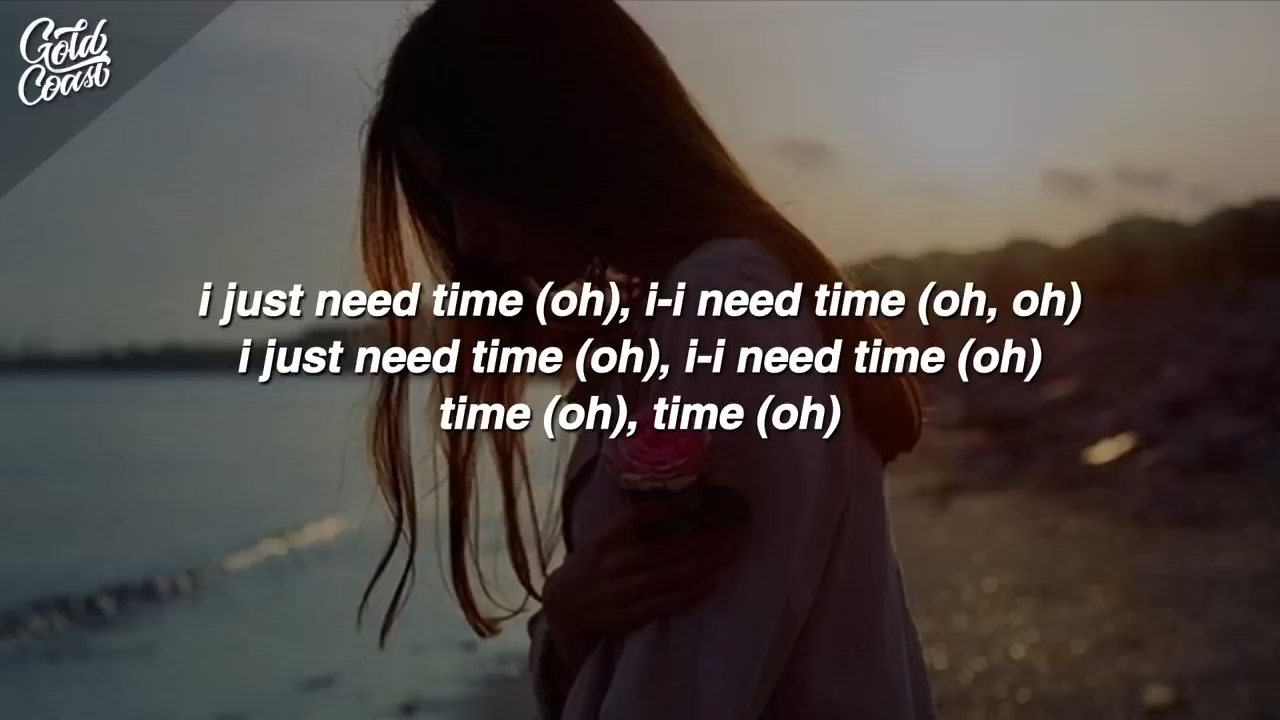 Gold
Coast
i just need time (oh), i-i need time (oh, oh)
i just need time (oh), i-i need time (oh)
time (oh), time (oh)